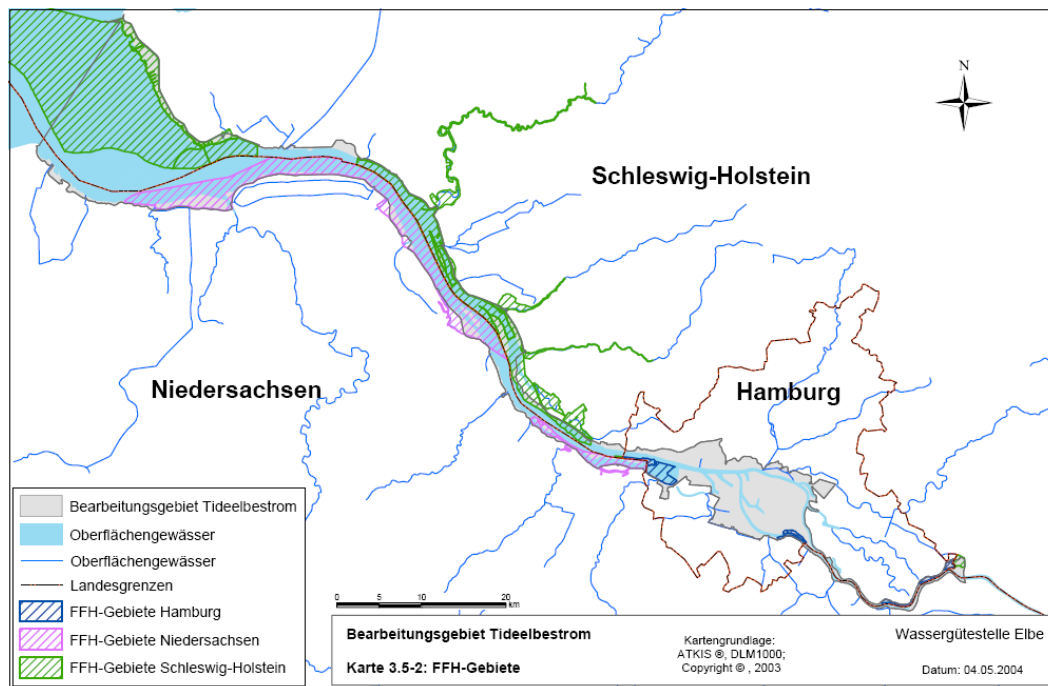 N
Schleswig-Holstein
Niedersachsen
Hamburg
Bearbeitungsgebiet Tideelbestrom
Oberflächengewässer
Oberflächengewässer
Landesgrenzen
FFH-Gebiete Hamburg
FFH-Gebiete Niedersachsen
FFH-Gebiete Schleswig-Holstein
0 5 10 20
km
Bearbeitungsgebiet Tideelbestrom
Karte 3.5-2: FFH-Gebiete
Kartengrundlage:
ATKIS ®, DLM1000;
Copyright © , 2003
Wassergütestelle Elbe
Datum: 04.05.2004